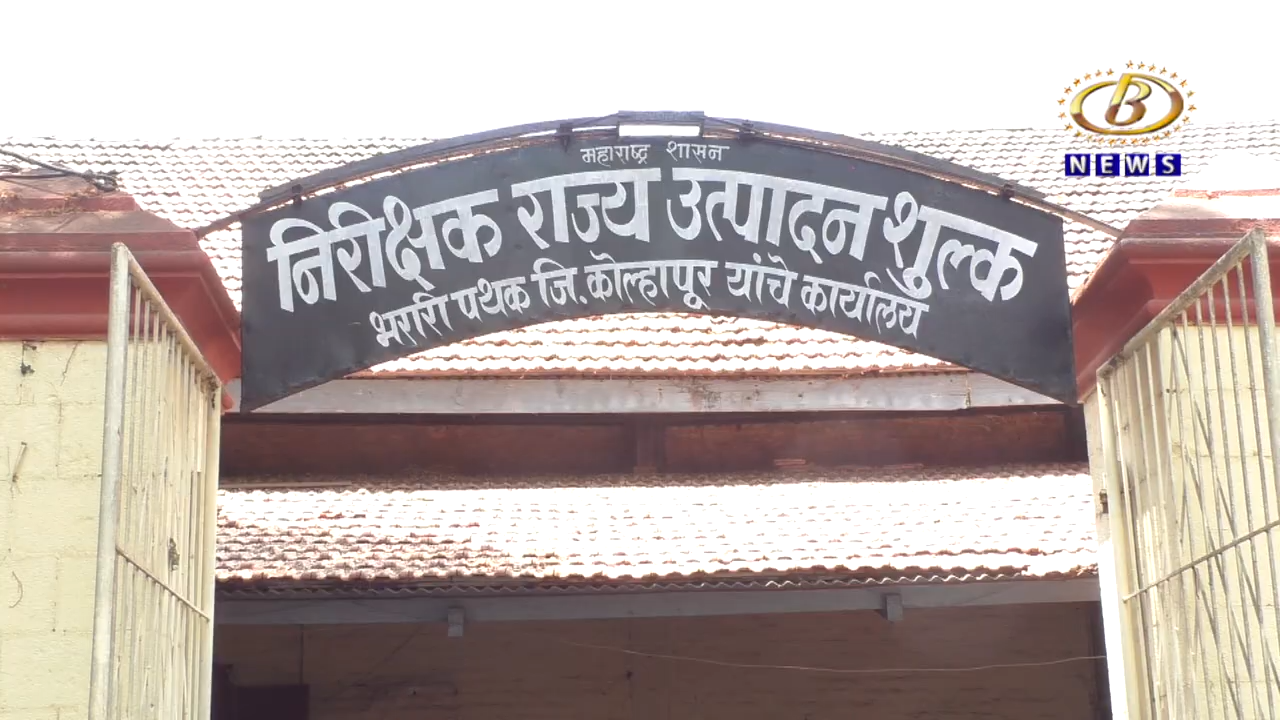 महाराष्ट्र शासन
निरिक्षक राज्य उत्पादन शुल्क
भरारी पथक जि. कोल्हापूर यांचे कार्यालय
B
NEWS